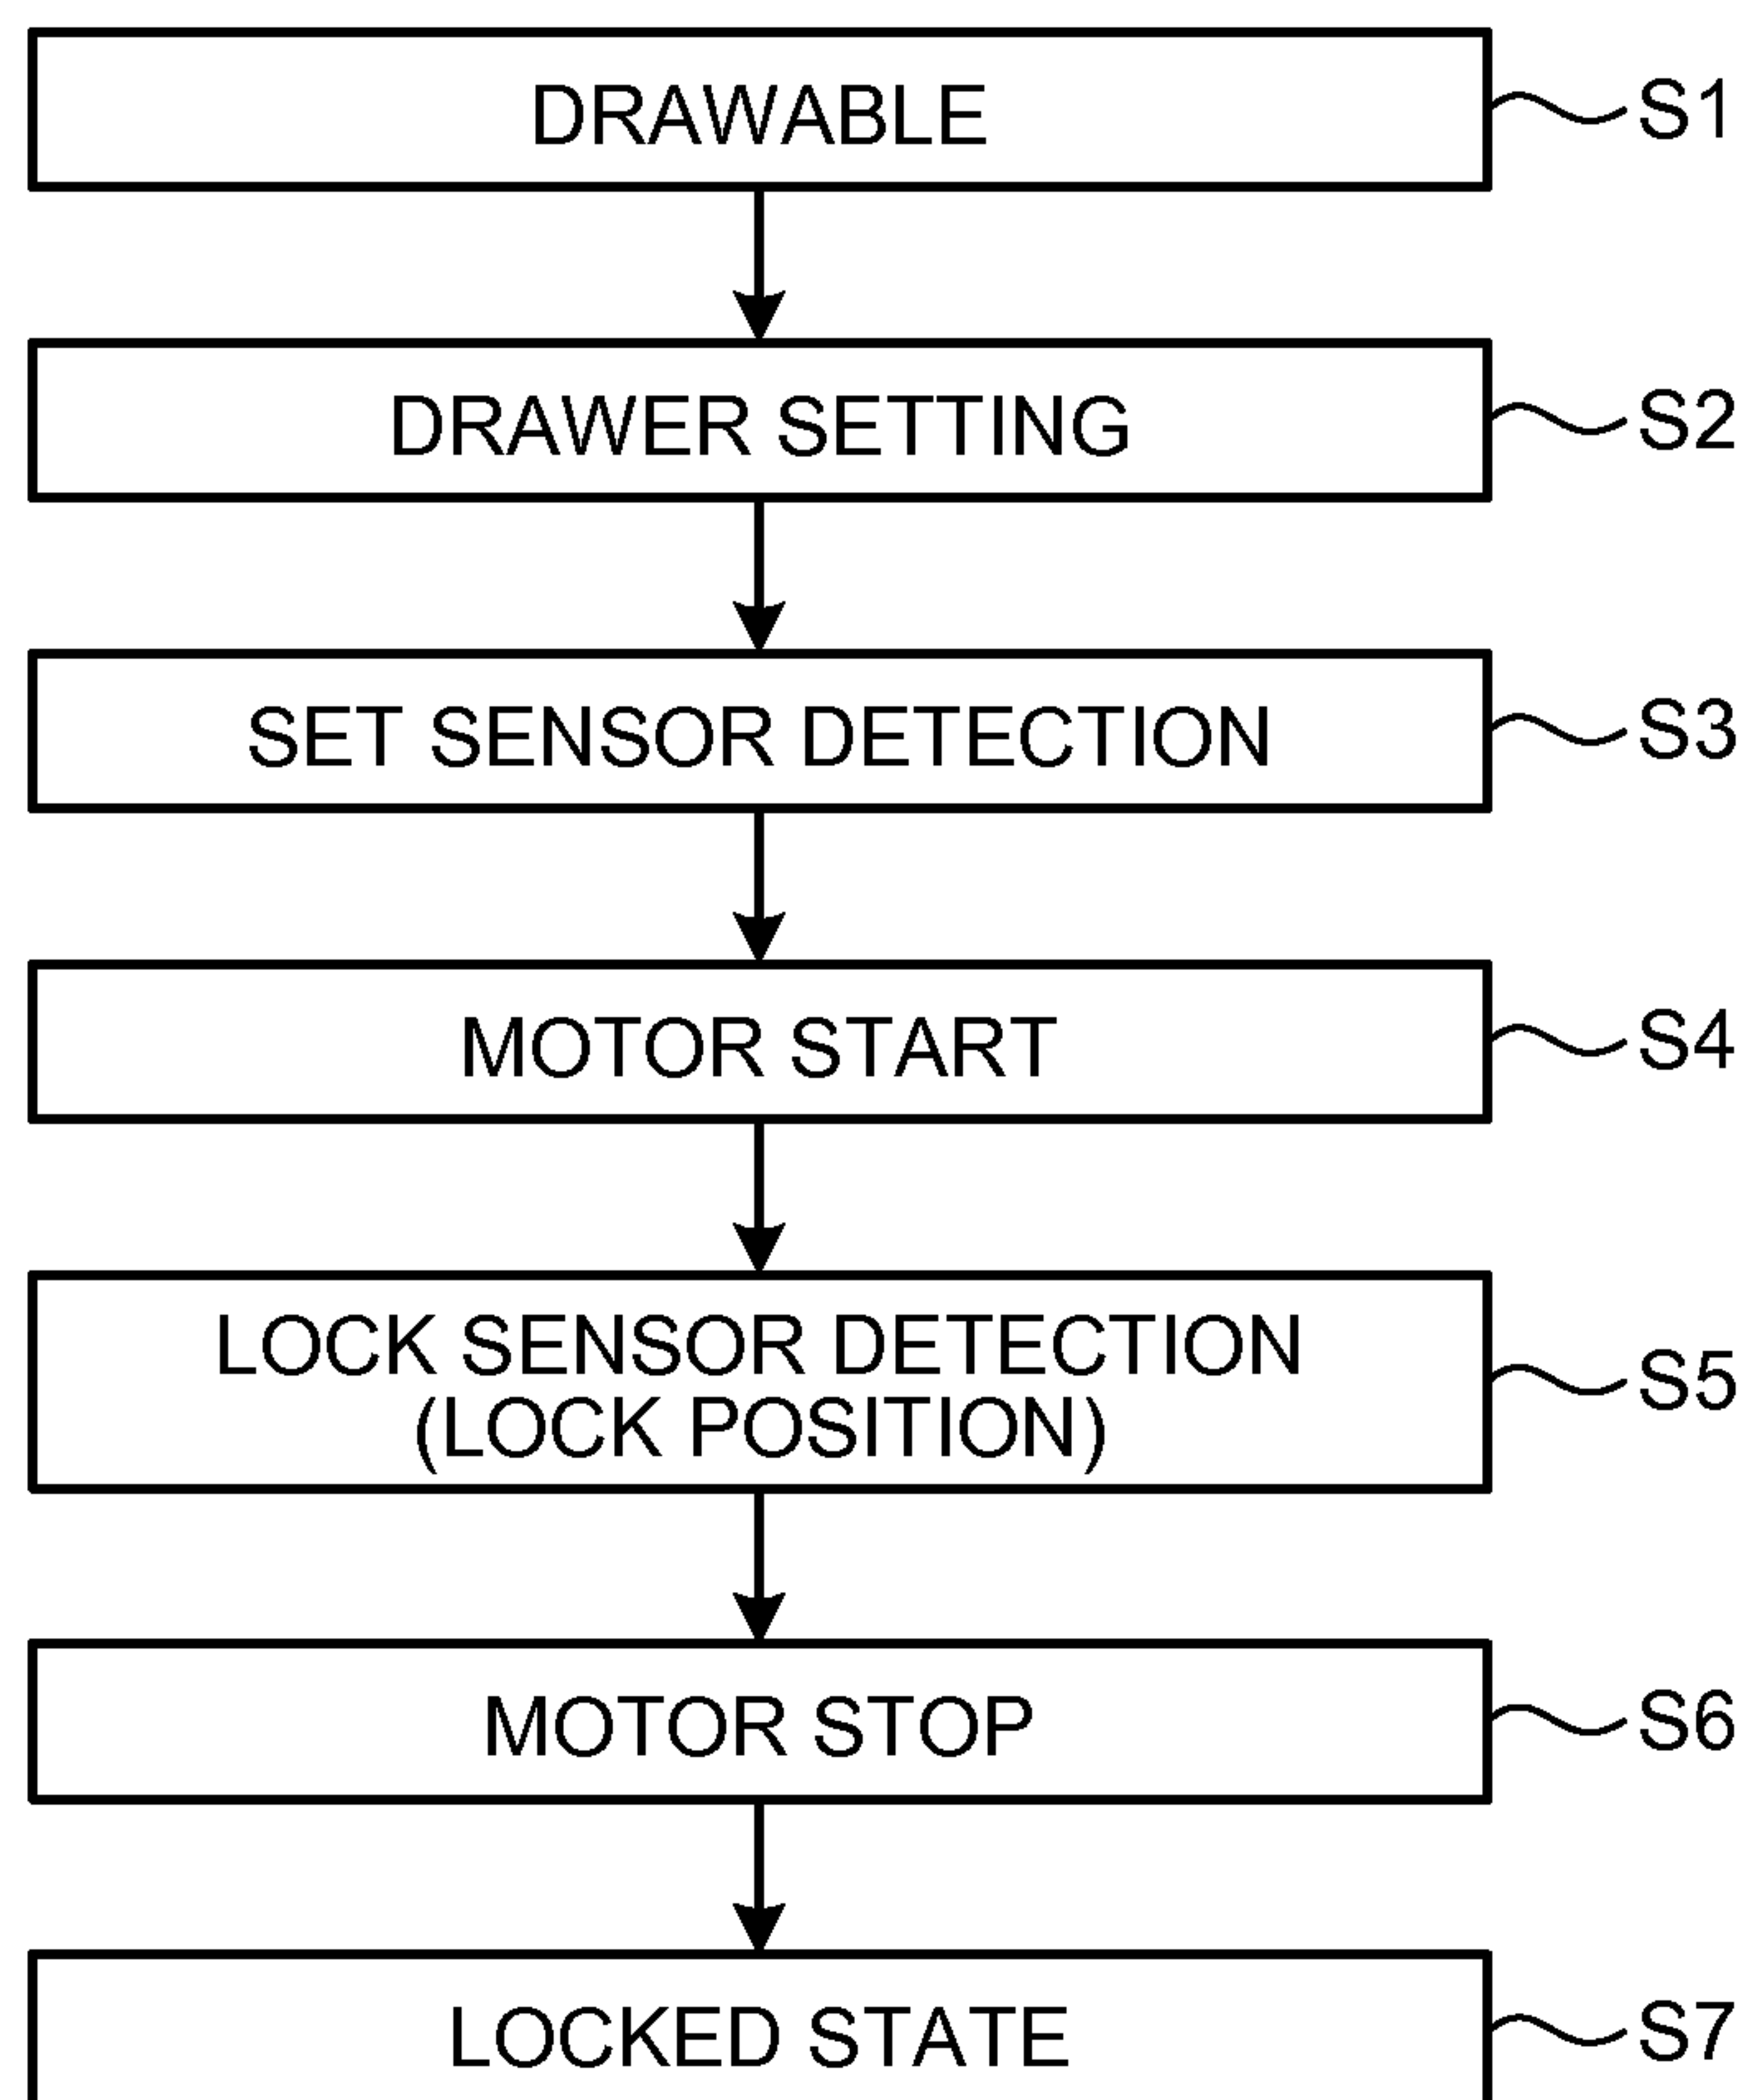 DRAWABLE S1
DRAWER SETTING S2
SET SENSOR DETECTION S3
MOTOR START S4
LOCK SENSOR DETECTION
(LOCK POSITION) S5
MOTOR STOP S6
LOCKED STATE S7